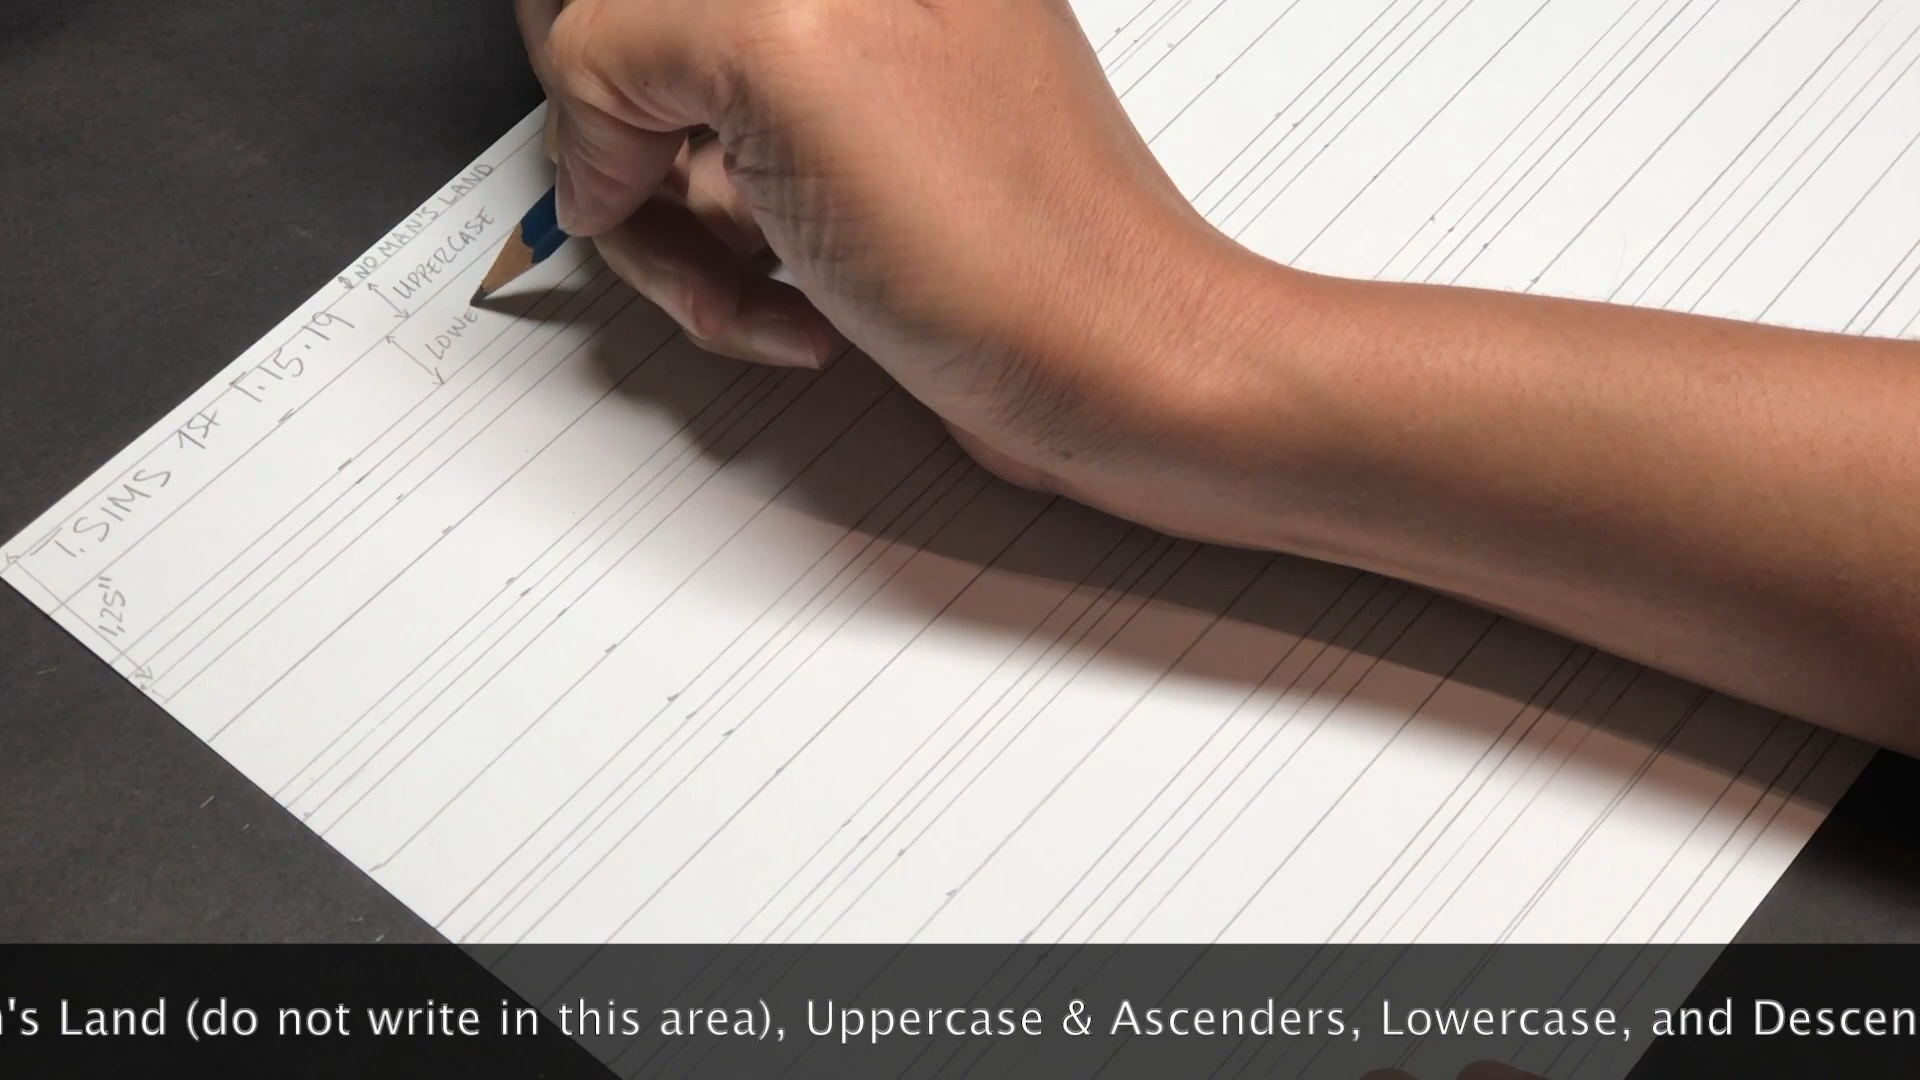 NO MAN'S LAND
UPPERCASE
LOWE
T. SIMS 1st 1.15.19
1.25"
's Land (do not write in this area), Uppercase & Ascenders, Lowercase, and Descen